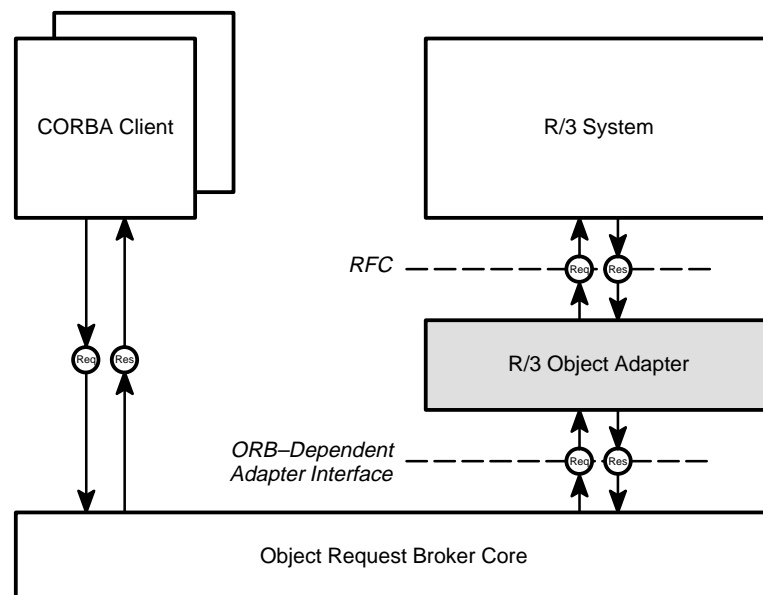 CORBA Client
R/3 System
RFC
Req
Res
Req
Res
R/3 Object Adapter
ORB–Dependent
Adapter Interface
Req
Res
Object Request Broker Core